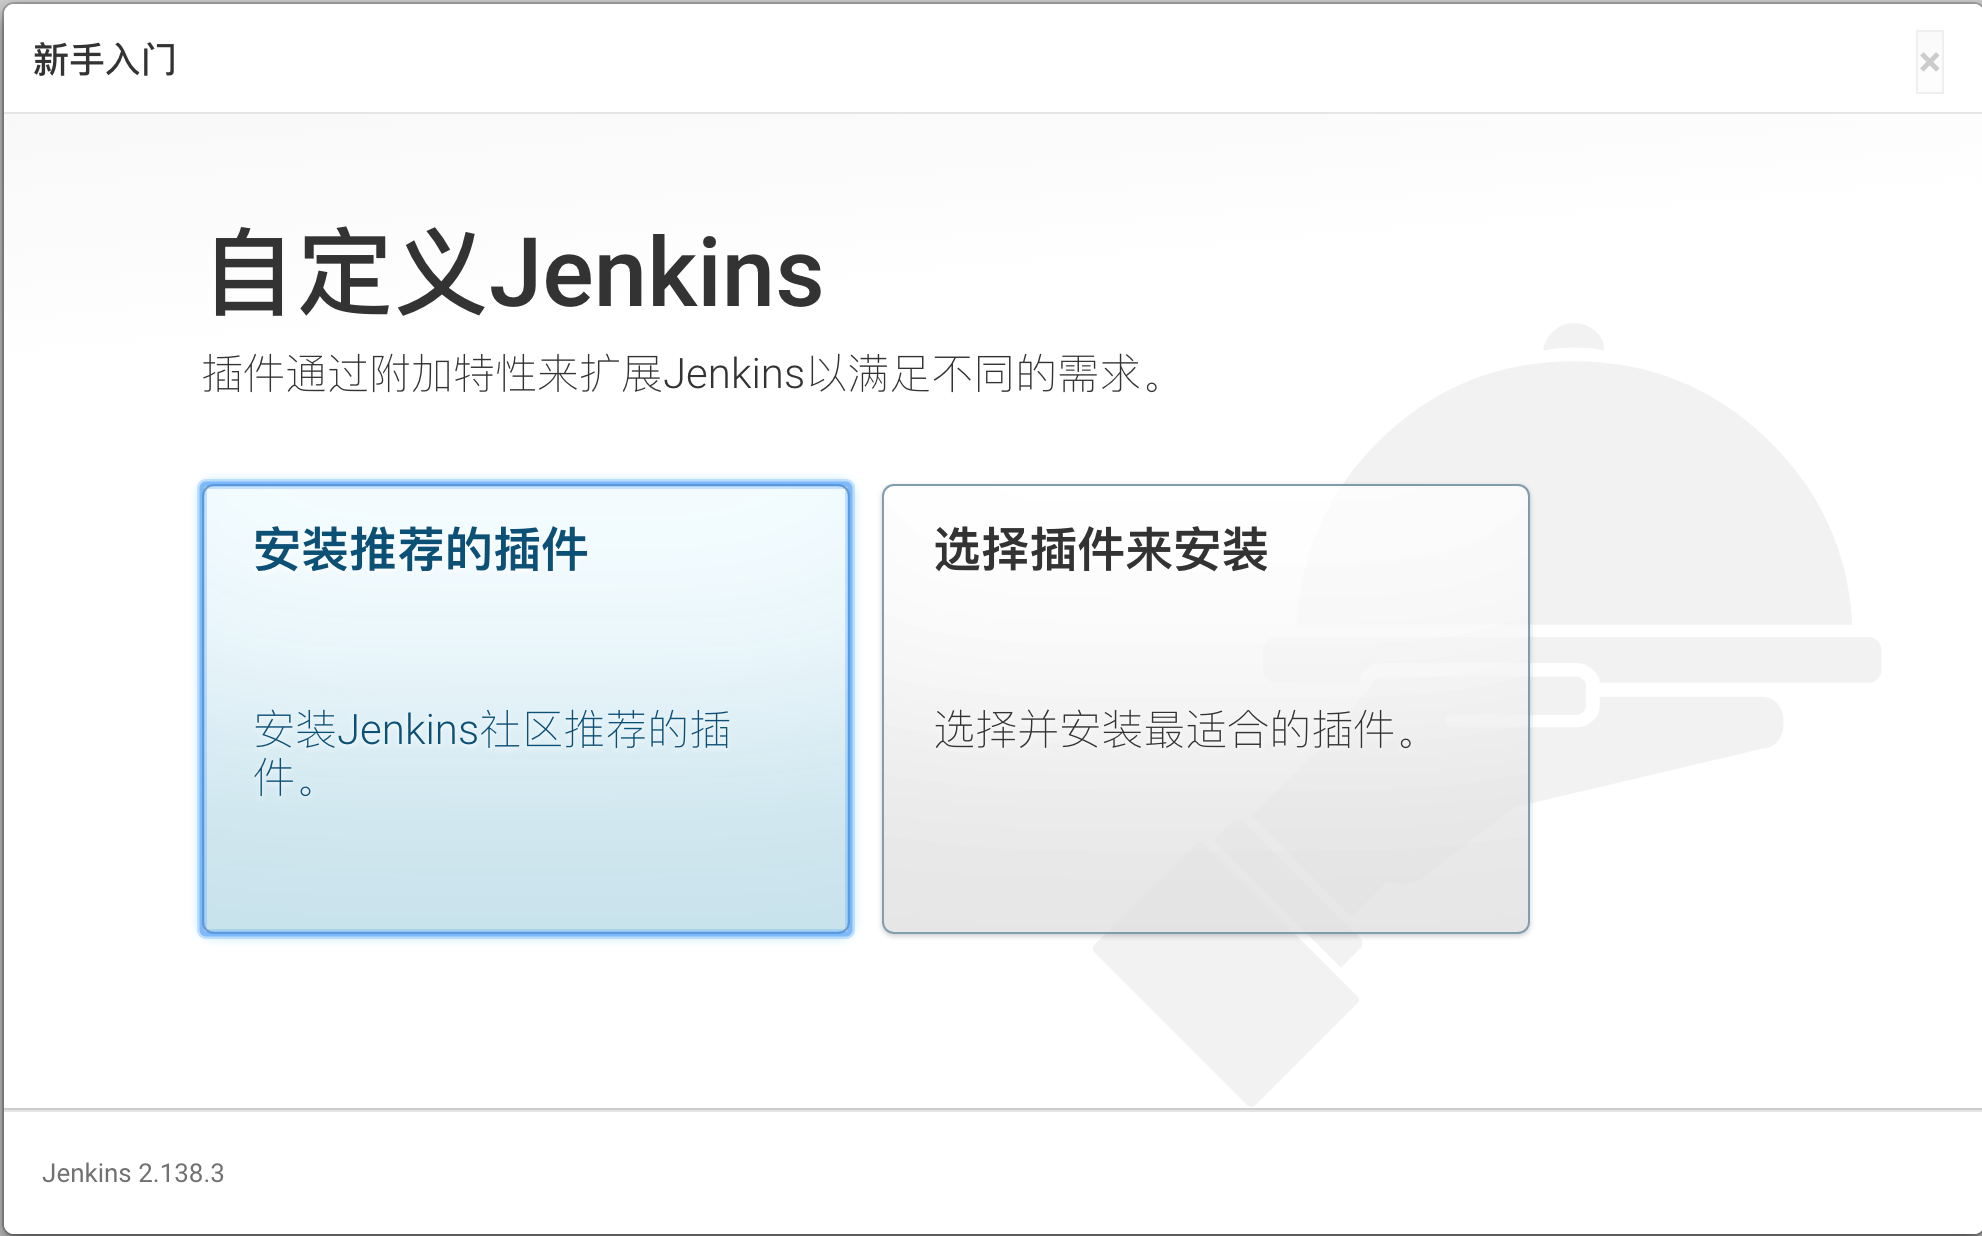 新手入门
×
自定义Jenkins
插件通过附加特性来扩展Jenkins以满足不同的需求。
安装推荐的插件
安装Jenkins社区推荐的插
件。
选择插件来安装
选择并安装最适合的插件。
Jenkins 2.138.3